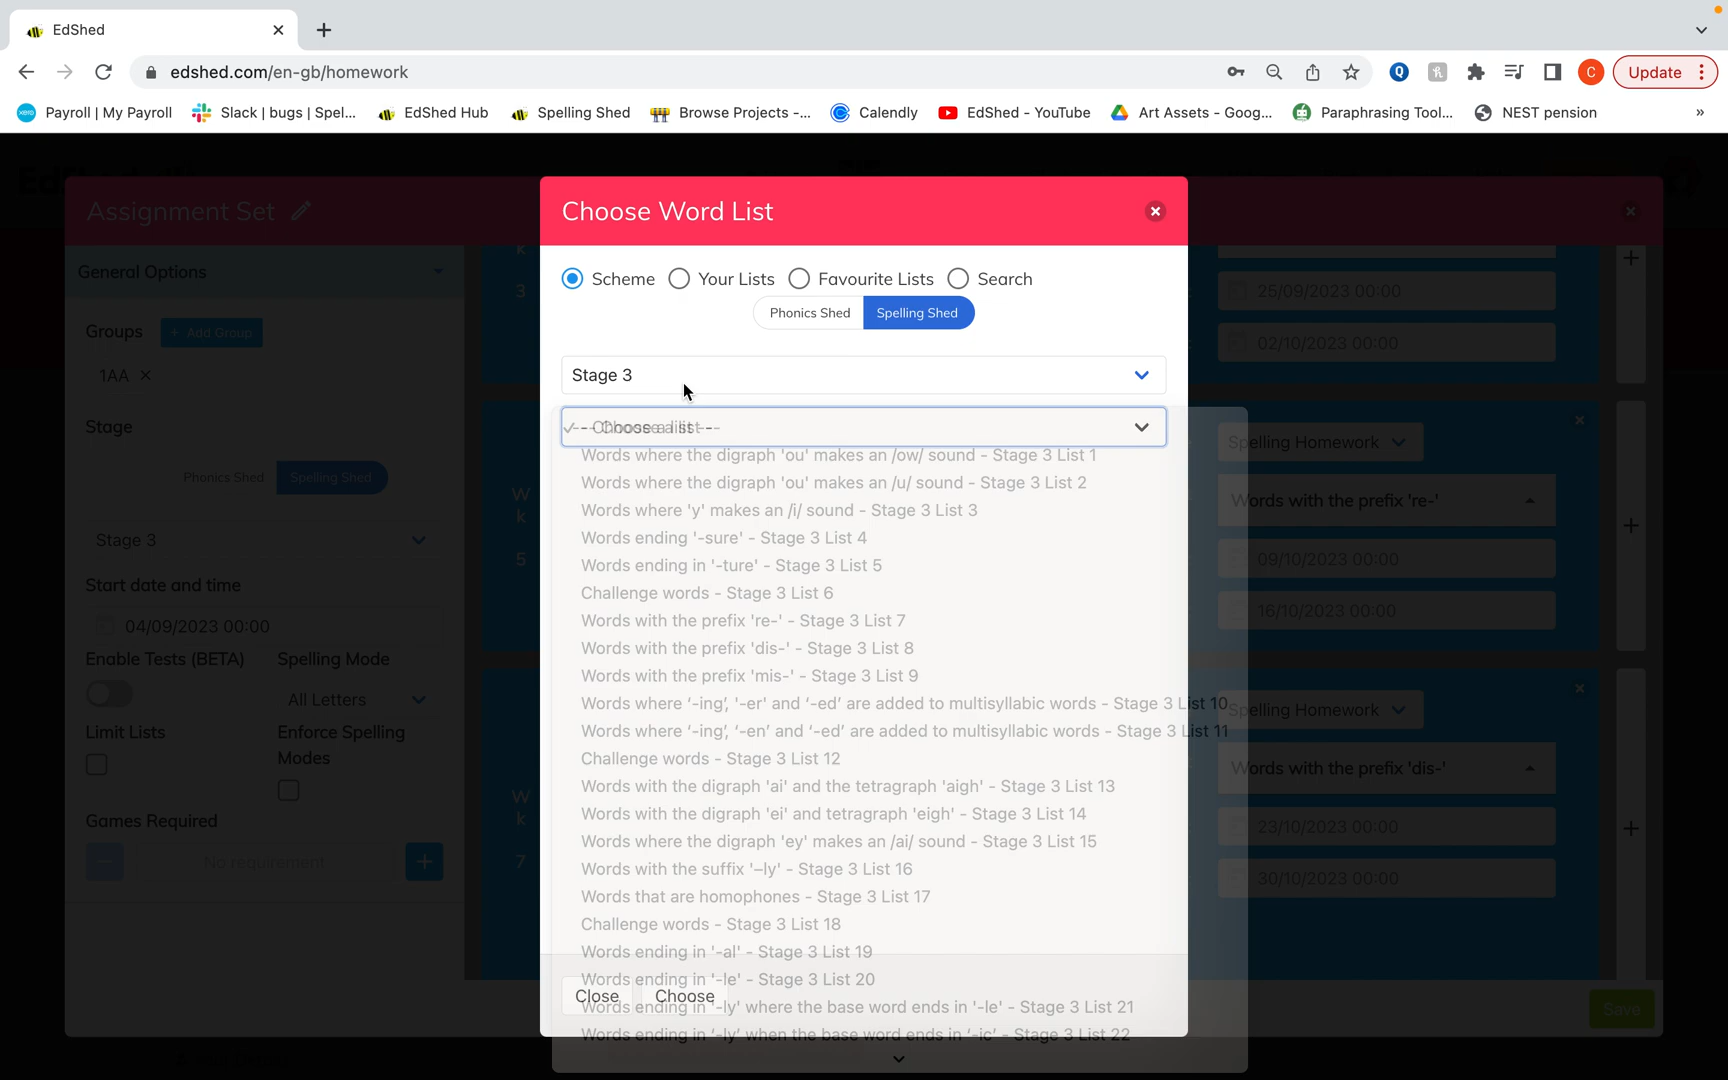 EdShed
edshed.com/en-gb/homework
Update
Payroll | My Payroll
Slack | bugs | Spel...
EdShed Hub
Spelling Shed
Browse Projects -...
Calendly
EdShed - YouTube
Art Assets - Goog...
Paraphrasing Tool...
NEST pension
»
Assignment Set
General Options
Groups
+ Add Group
1AA
Stage
Phonics Shed
Spelling Shed
Stage 3
Start date and time
04/09/2023 00:00
Enable Tests (BETA)
Spelling Mode
All Letters
Limit Lists
Enforce Spelling
Modes
Games Required
No requirement
Wk
3
Wk
5
Wk
7
Choose Word List
Scheme
Your Lists
Favourite Lists
Search
Phonics Shed
Spelling Shed
Stage 3
--- Choose a list ---
Words where the digraph 'ou' makes an /ow/ sound - Stage 3 List 1
Words where the digraph 'ou' makes an /u/ sound - Stage 3 List 2
Words where 'y' makes an /i/ sound - Stage 3 List 3
Words ending '-sure' - Stage 3 List 4
Words ending in '-ture' - Stage 3 List 5
Challenge words - Stage 3 List 6
Words with the prefix 're-' - Stage 3 List 7
Words with the prefix 'dis-' - Stage 3 List 8
Words with the prefix 'mis-' - Stage 3 List 9
Words where ‘-ing’, '-er' and ‘-ed’ are added to multisyllabic words - Stage 3 List 10
Words where ‘-ing’, ‘-en’ and ‘-ed’ are added to multisyllabic words - Stage 3 List 11
Challenge words - Stage 3 List 12
Words with the digraph 'ai' and the tetragraph 'aigh' - Stage 3 List 13
Words with the digraph 'ei' and tetragraph 'eigh' - Stage 3 List 14
Words where the digraph 'ey' makes an /ai/ sound - Stage 3 List 15
Words with the suffix '–ly' - Stage 3 List 16
Words that are homophones - Stage 3 List 17
Challenge words - Stage 3 List 18
Words ending in '-al' - Stage 3 List 19
Words ending in '-le' - Stage 3 List 20
Words ending in '-ly' where the base word ends in '-le' - Stage 3 List 21
Words ending in ‘-ly’ when the base word ends in ‘-ic’ - Stage 3 List 22
Close
Choose
25/09/2023 00:00
02/10/2023 00:00
Spelling Homework
Words with the prefix 're-'
09/10/2023 00:00
16/10/2023 00:00
Spelling Homework
Words with the prefix 'dis-'
23/10/2023 00:00
30/10/2023 00:00
Save